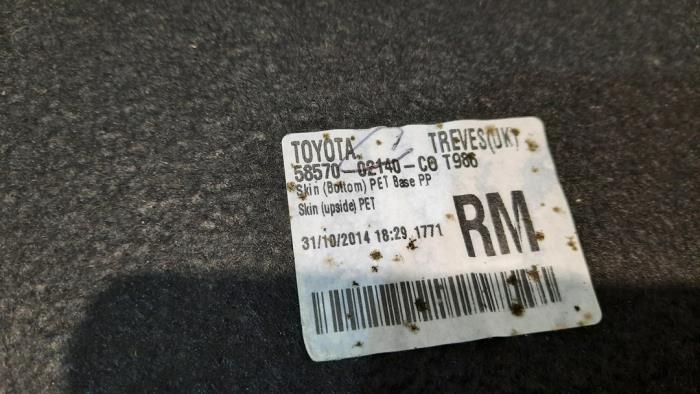 TOYOTA TREVES(UK)
58570-02140-C0 T986
Skin (Bottom) PET Base PP
Skin (upside) PET
31/10/2014 18:29 1771
RM